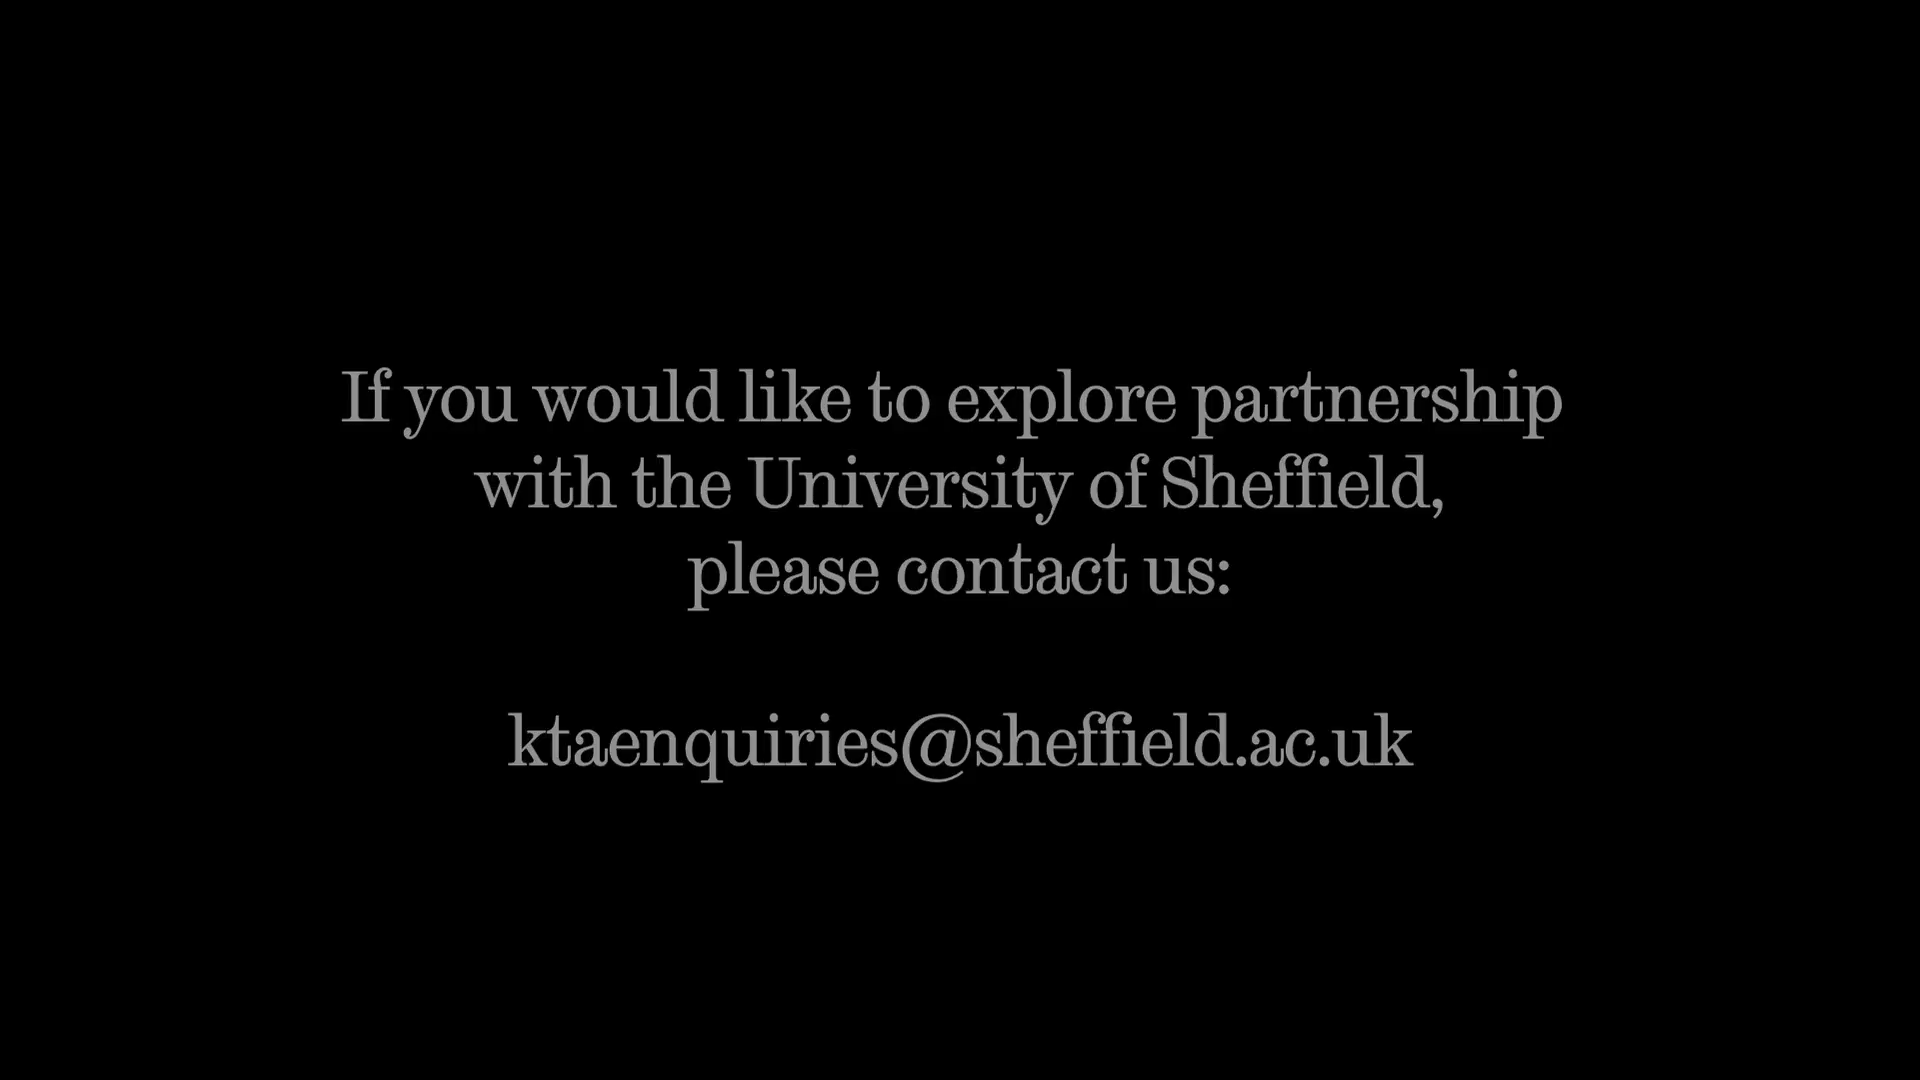 If you would like to explore partnership
with the University of Sheffield,
please contact us:
ktaenquiries@sheffield.ac.uk